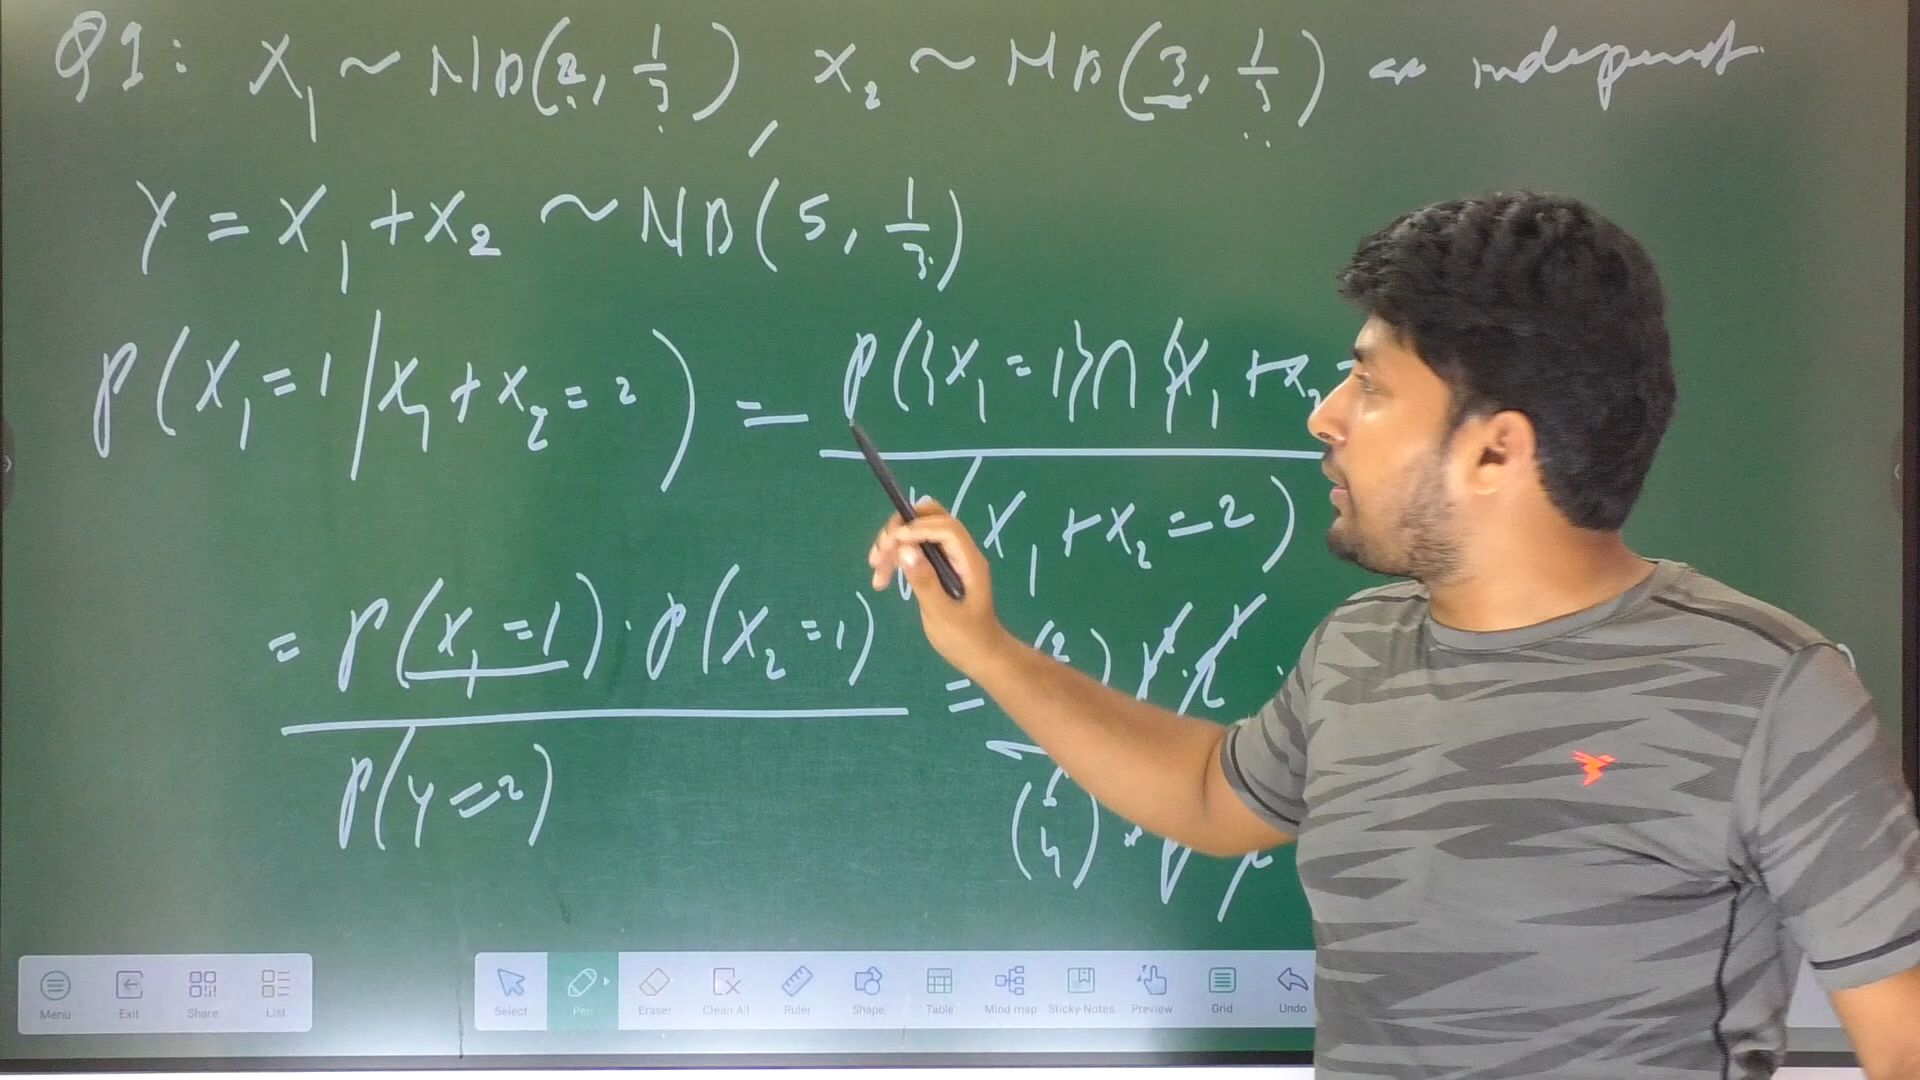 Q1: X₁ ~ NB(2, 1/3), X₂ ~ NB(3, 1/3) are independent.
Y = X₁ + X₂ ~ NB(5, 1/3)
P(X₁ = 1 / X₁ + X₂ = 2) = P({X₁ = 1} ∩ {X₁ + X₂
P(X₁ + X₂ = 2)
= P(X₁ = 1) · P(X₂ = 1) =
P(Y = 2)
Menu Exit Share List Select Pen Eraser Clean All Ruler Shape Table Mind map Sticky-Notes Preview Grid Undo